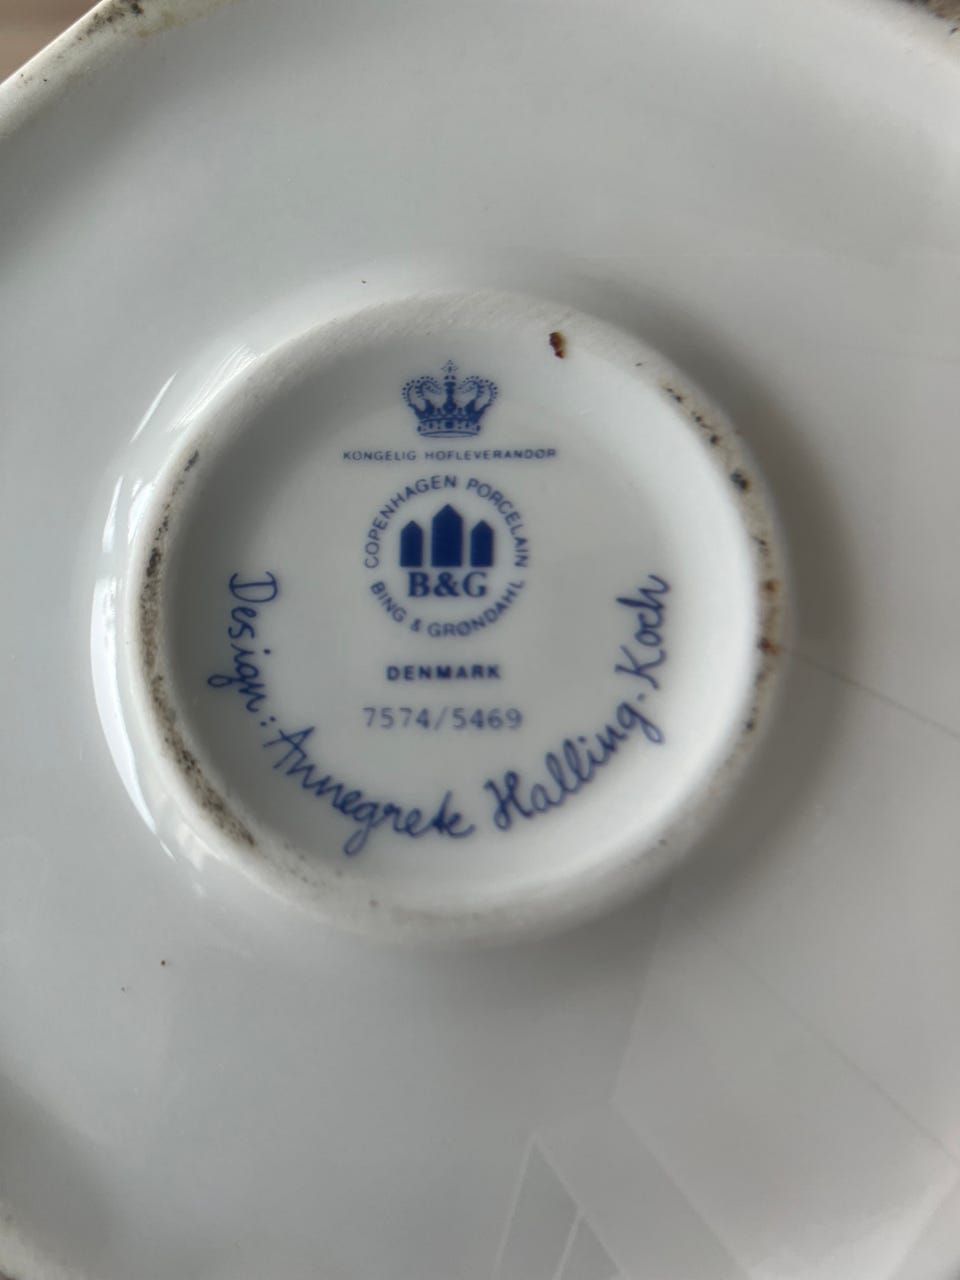 KONGELIG HOFLEVERANDØR
COPENHAGEN PORCELAIN
B&G
BING & GRØNDAHL
DENMARK
7574/5469
Design: Annegrete Halling-Koch